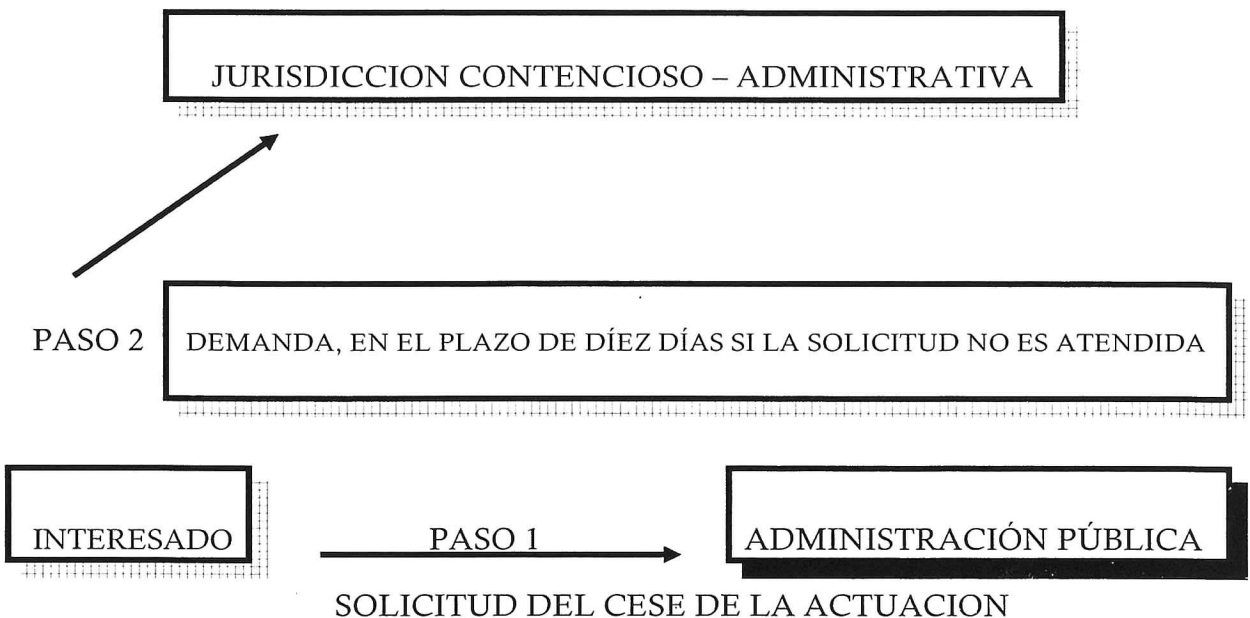 JURISDICCION CONTENCIOSO – ADMINISTRATIVA
PASO 2
DEMANDA, EN EL PLAZO DE DÍEZ DÍAS SI LA SOLICITUD NO ES ATENDIDA
INTERESADO
PASO 1
ADMINISTRACIÓN PÚBLICA
SOLICITUD DEL CESE DE LA ACTUACION